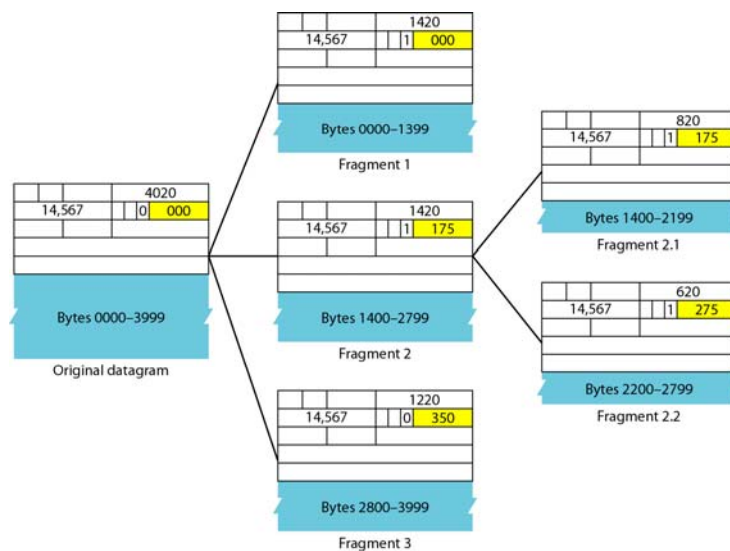 4020
14,567 0 000
Bytes 0000–3999
Original datagram
1420
14,567 1 000
Bytes 0000–1399
Fragment 1
1420
14,567 1 175
Bytes 1400–2799
Fragment 2
1220
14,567 0 350
Bytes 2800–3999
Fragment 3
820
14,567 1 175
Bytes 1400–2199
Fragment 2.1
620
14,567 1 275
Bytes 2200–2799
Fragment 2.2